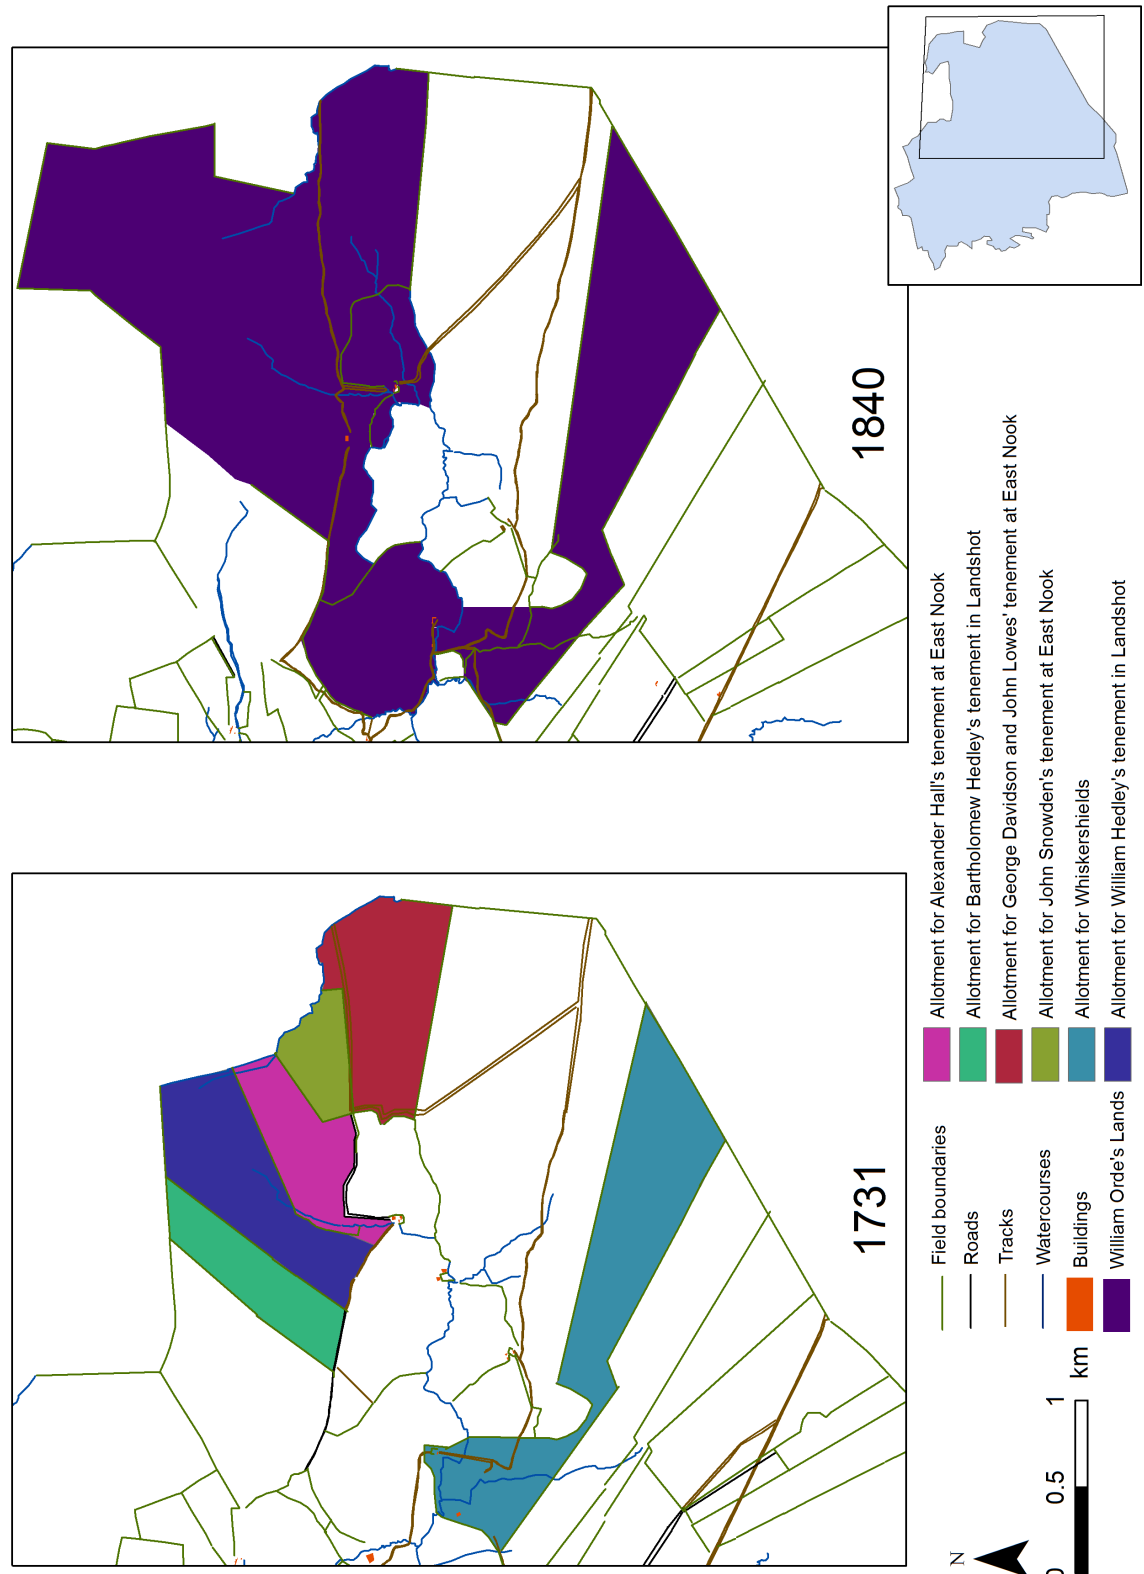 1840
1731
Allotment for Alexander Hall's tenement at East Nook
Allotment for Bartholomew Hedley's tenement in Landshot
Allotment for George Davidson and John Lowes' tenement at East Nook
Allotment for John Snowden's tenement at East Nook
Allotment for Whiskershields
Allotment for William Hedley's tenement in Landshot
Field boundaries
Roads
Tracks
Watercourses
Buildings
William Orde's Lands
N
0 0.5 1 km